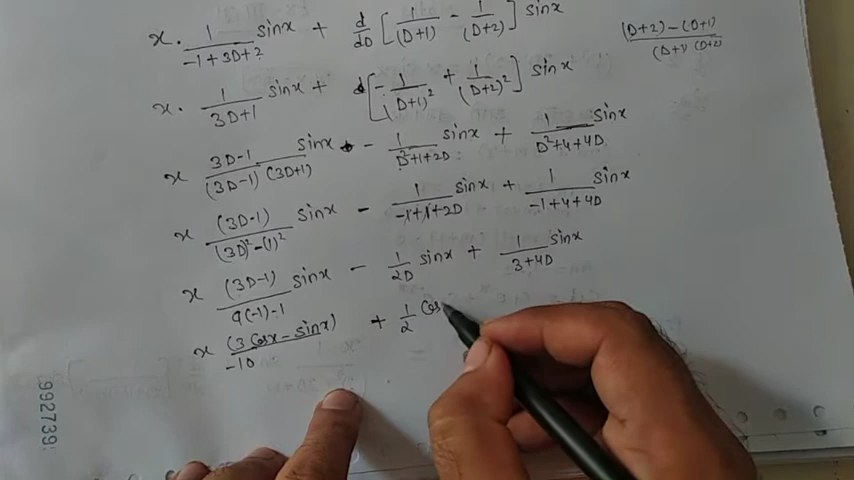 x · 1/(-1+3D+2) sinx + d/dD [1/(D+1) - 1/(D+2)] sinx
(D+2)-(D+1) / (D+1)(D+2)
x · 1/(3D+1) sinx + [-1/(D+1)² + 1/(D+2)²] sinx
x (3D-1)/((3D-1)(3D+1)) sinx - 1/(D²+1+2D) sinx + 1/(D²+4+4D) sinx
x (3D-1)/((3D)²-(1)²) sinx - 1/(-1+1+2D) sinx + 1/(-1+4+4D) sinx
x (3D-1)/(9(-1)-1) sinx - 1/2D sinx + 1/(3+4D) sinx
x (3 Cosx - sinx)/-10 + 1/2 Cos
992739